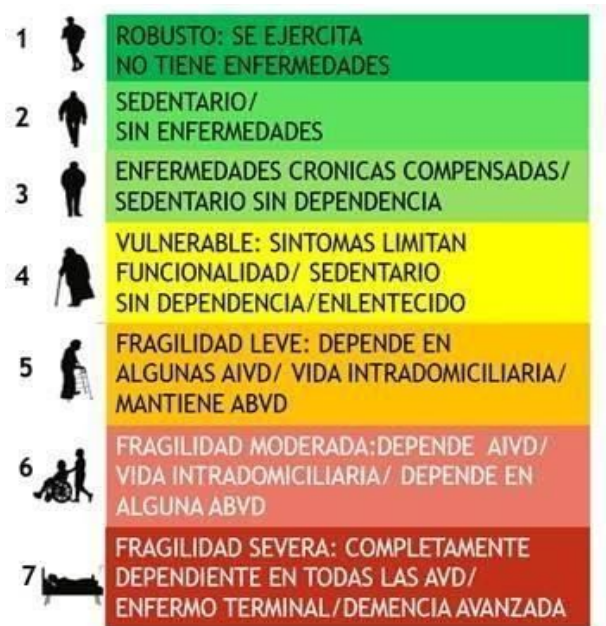 1
ROBUSTO: SE EJERCITA
NO TIENE ENFERMEDADES
2
SEDENTARIO/
SIN ENFERMEDADES
3
ENFERMEDADES CRONICAS COMPENSADAS/
SEDENTARIO SIN DEPENDENCIA
4
VULNERABLE: SINTOMAS LIMITAN
FUNCIONALIDAD/ SEDENTARIO
SIN DEPENDENCIA/ENLENTECIDO
5
FRAGILIDAD LEVE: DEPENDE EN
ALGUNAS AIVD/ VIDA INTRADOMICILIARIA/
MANTIENE ABVD
6
FRAGILIDAD MODERADA:DEPENDE AIVD/
VIDA INTRADOMICILIARIA/ DEPENDE EN
ALGUNA ABVD
7
FRAGILIDAD SEVERA: COMPLETAMENTE
DEPENDIENTE EN TODAS LAS AVD/
ENFERMO TERMINAL/DEMENCIA AVANZADA